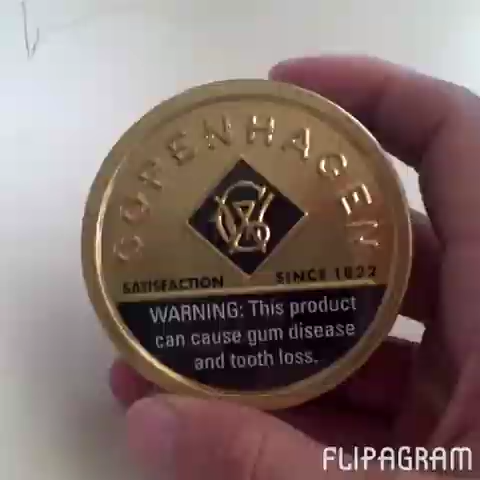 COPENHAGEN
SATISFACTION SINCE 1822
WARNING: This product
can cause gum disease
and tooth loss.
FLIPAGRAM